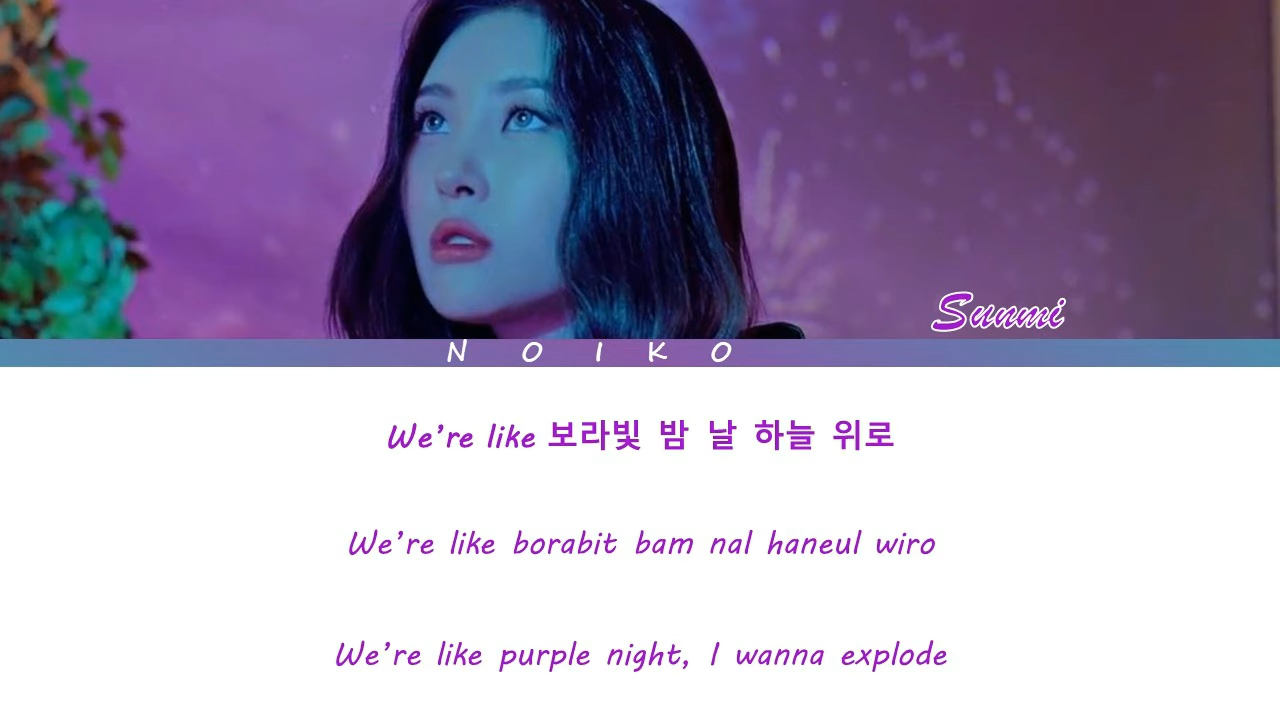 Sunmi
N O I K O
We're like 보라빛 밤 날 하늘 위로
We're like borabit bam nal haneul wiro
We're like purple night, I wanna explode